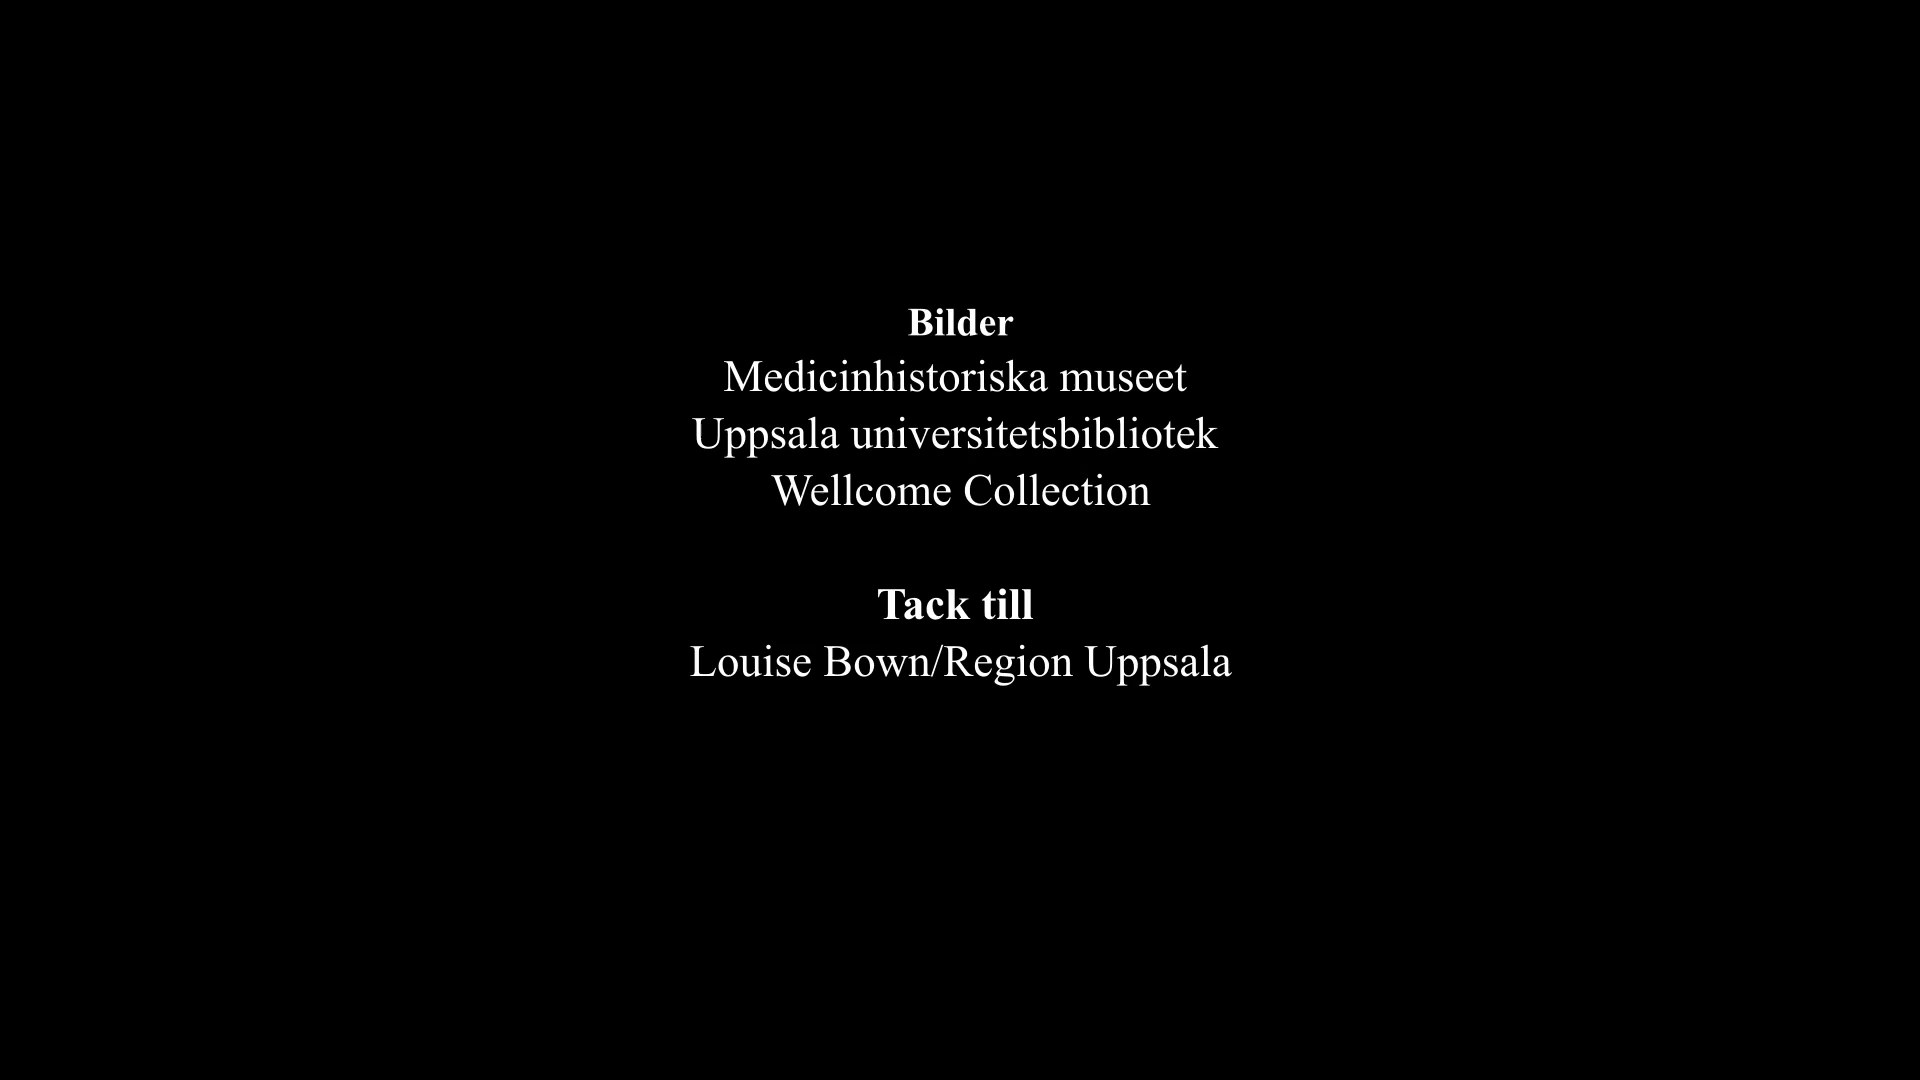 Bilder
Medicinhistoriska museet
Uppsala universitetsbibliotek
Wellcome Collection
Tack till
Louise Bown/Region Uppsala